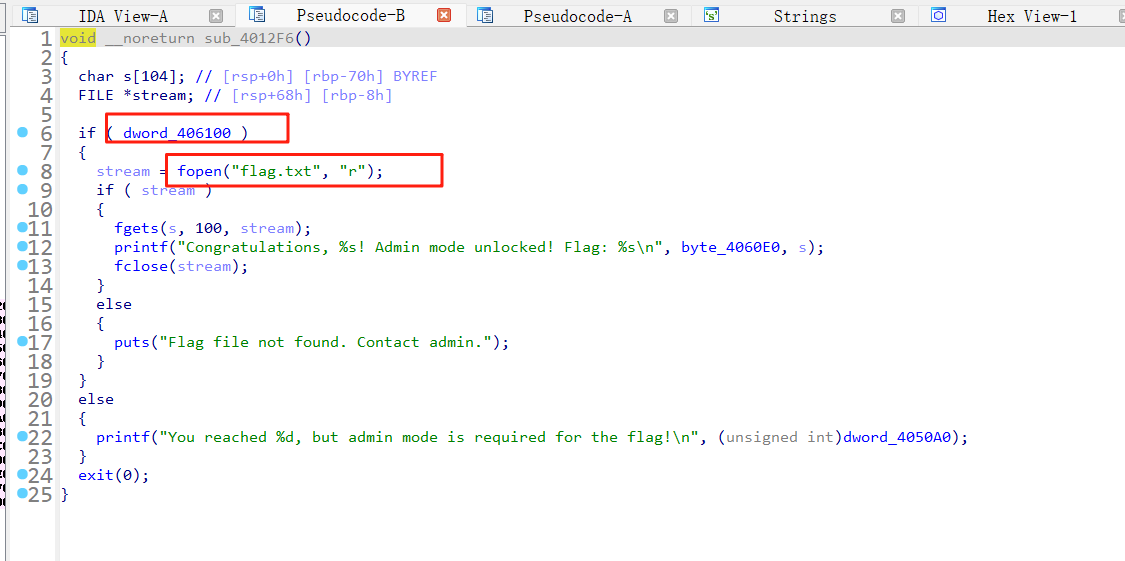 IDA View-A Pseudocode-B Pseudocode-A Strings Hex View-1
1 void __noreturn sub_4012F6()
2 {
3 char s[104]; // [rsp+0h] [rbp-70h] BYREF
4 FILE *stream; // [rsp+68h] [rbp-8h]
5
6 if ( dword_406100 )
7 {
8 stream = fopen("flag.txt", "r");
9 if ( stream )
10 {
11 fgets(s, 100, stream);
12 printf("Congratulations, %s! Admin mode unlocked! Flag: %s\n", byte_4060E0, s);
13 fclose(stream);
14 }
15 else
16 {
17 puts("Flag file not found. Contact admin.");
18 }
19 }
20 else
21 {
22 printf("You reached %d, but admin mode is required for the flag!\n", (unsigned int)dword_4050A0);
23 }
24 exit(0);
25 }